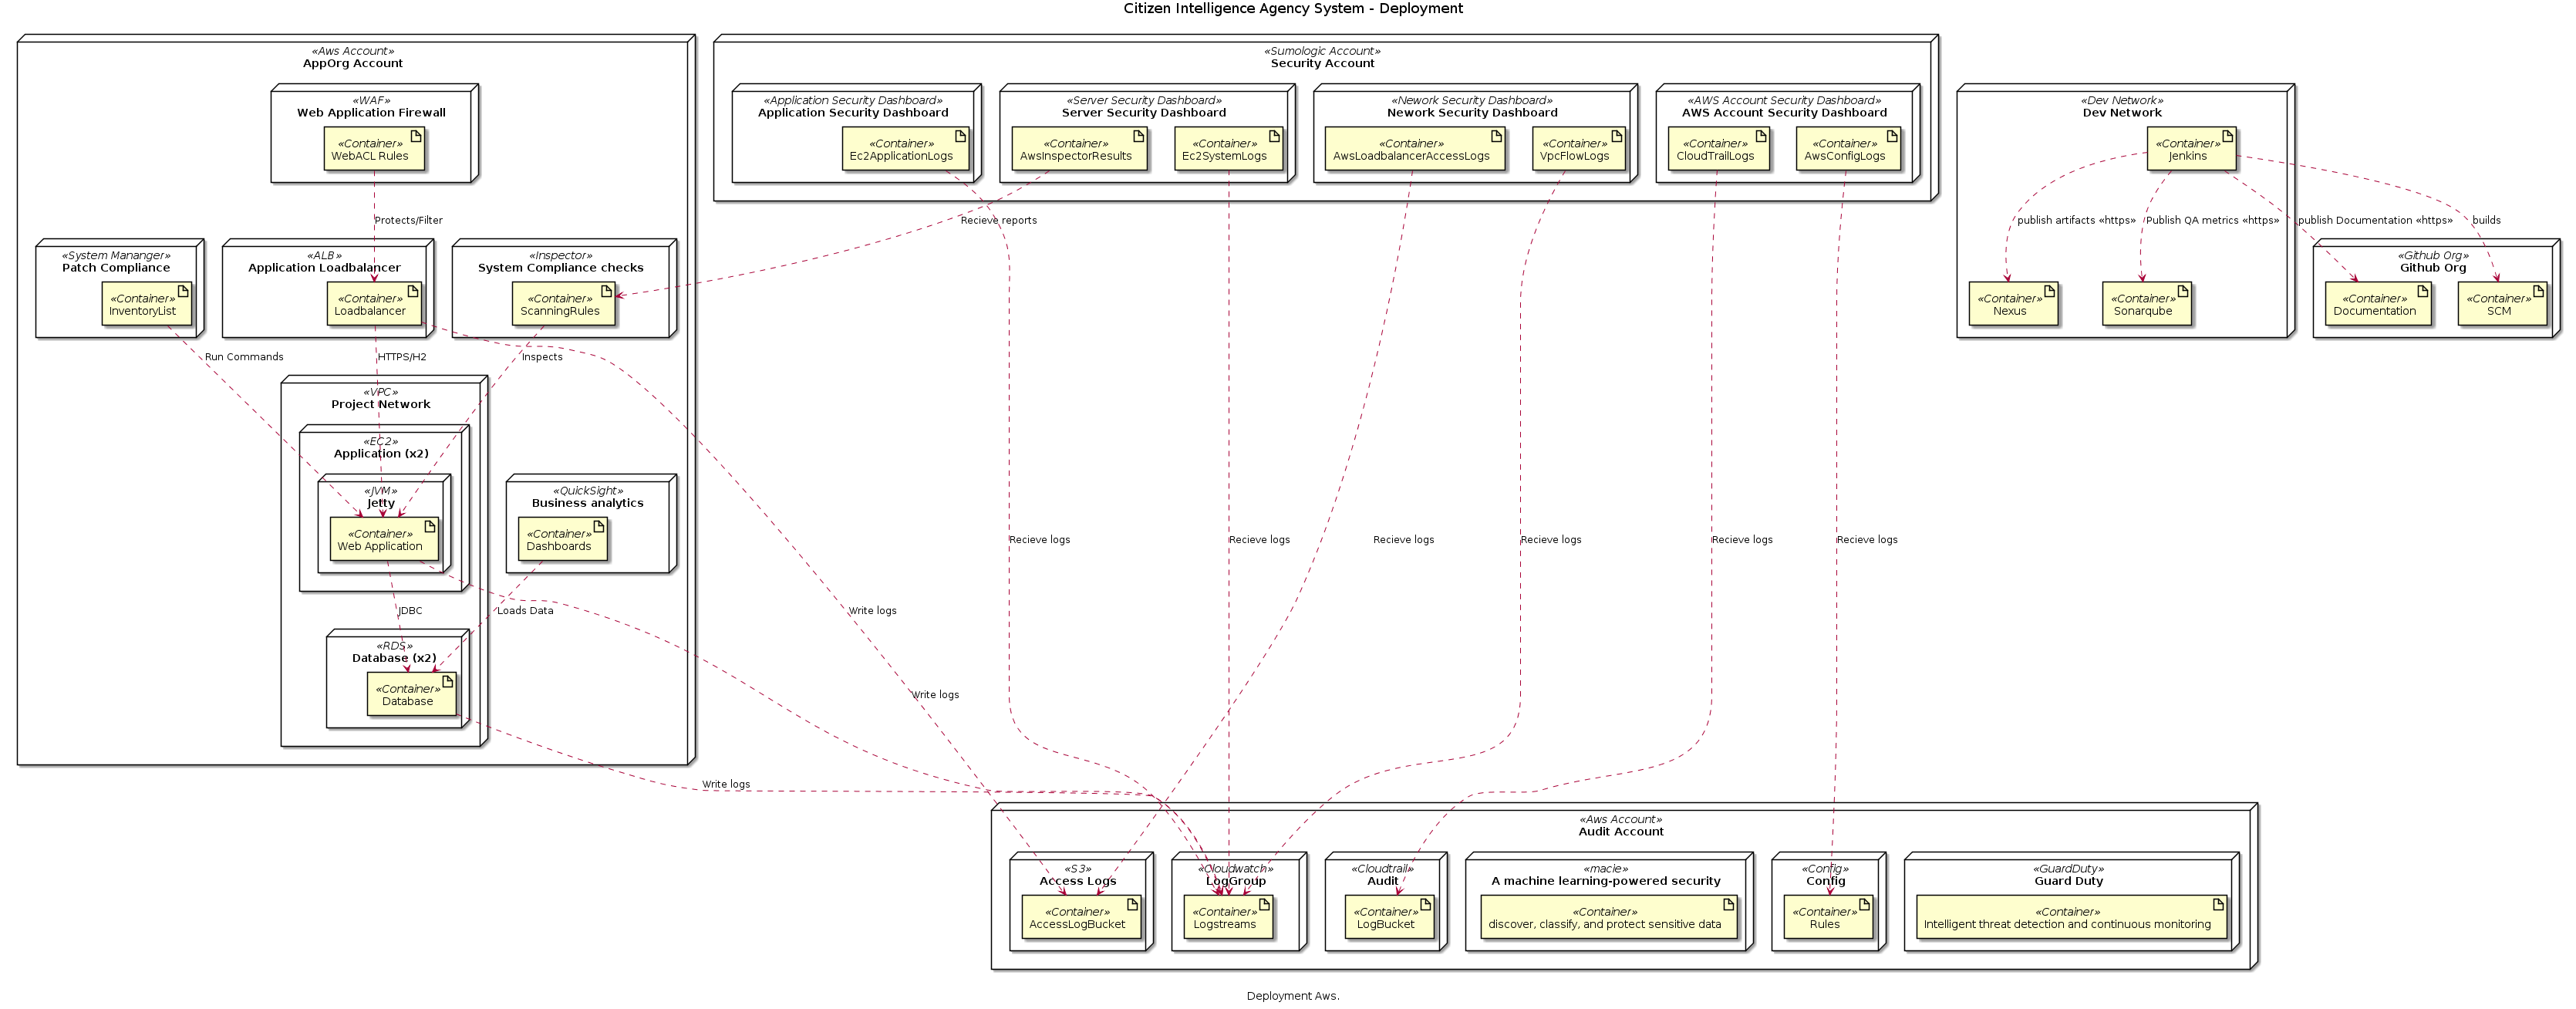 Citizen Intelligence Agency System - Deployment
«Aws Account»
AppOrg Account
«WAF»
Web Application Firewall
«Container»
WebACL Rules
Protects/Filter
«System Mananger»
Patch Compliance
«Container»
InventoryList
«ALB»
Application Loadbalancer
«Container»
Loadbalancer
«Inspector»
System Compliance checks
«Container»
ScanningRules
Run Commands
HTTPS/H2
Inspects
«VPC»
Project Network
«EC2»
Application (x2)
«JVM»
Jetty
«Container»
Web Application
«QuickSight»
Business analytics
«Container»
Dashboards
JDBC
Loads Data
«RDS»
Database (x2)
«Container»
Database
«Sumologic Account»
Security Account
«Application Security Dashboard»
Application Security Dashboard
«Container»
Ec2ApplicationLogs
«Server Security Dashboard»
Server Security Dashboard
«Container»
AwsInspectorResults
«Container»
Ec2SystemLogs
«Nework Security Dashboard»
Nework Security Dashboard
«Container»
AwsLoadbalancerAccessLogs
«Container»
VpcFlowLogs
«AWS Account Security Dashboard»
AWS Account Security Dashboard
«Container»
CloudTrailLogs
«Container»
AwsConfigLogs
Recieve reports
«Dev Network»
Dev Network
«Container»
Jenkins
publish artifacts «https»
Publish QA metrics «https»
publish Documentation «https»
builds
«Container»
Nexus
«Container»
Sonarqube
«Github Org»
Github Org
«Container»
Documentation
«Container»
SCM
Recieve logs
Recieve logs
Recieve logs
Recieve logs
Recieve logs
Recieve logs
Write logs
Write logs
Write logs
«Aws Account»
Audit Account
«S3»
Access Logs
«Container»
AccessLogBucket
«Cloudwatch»
LogGroup
«Container»
Logstreams
«Cloudtrail»
Audit
«Container»
LogBucket
«macie»
A machine learning-powered security
«Container»
discover, classify, and protect sensitive data
«Config»
Config
«Container»
Rules
«GuardDuty»
Guard Duty
«Container»
Intelligent threat detection and continuous monitoring
Deployment Aws.